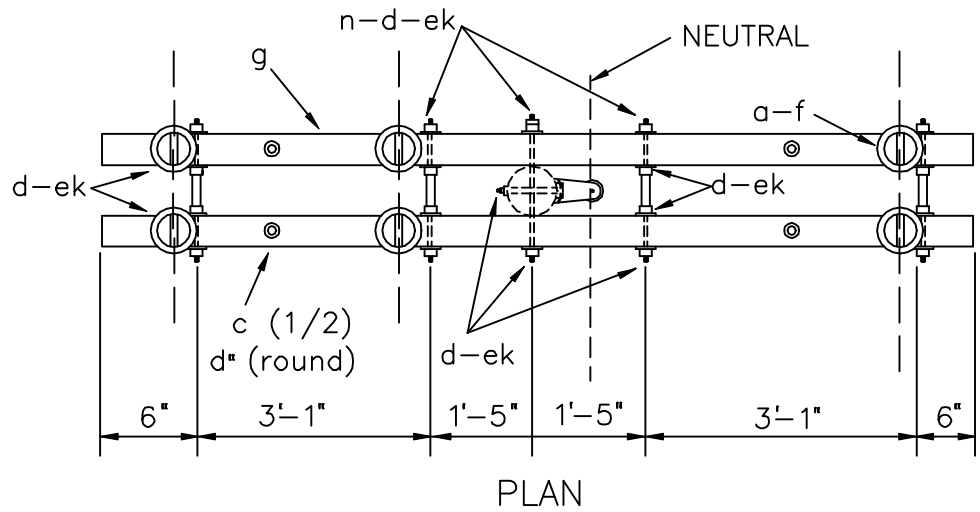 n-d-ek
NEUTRAL
g
a-f
d-ek
d-ek
c (1/2)
d" (round)
d-ek
6"
3'-1"
1'-5"
1'-5"
3'-1"
6"
PLAN